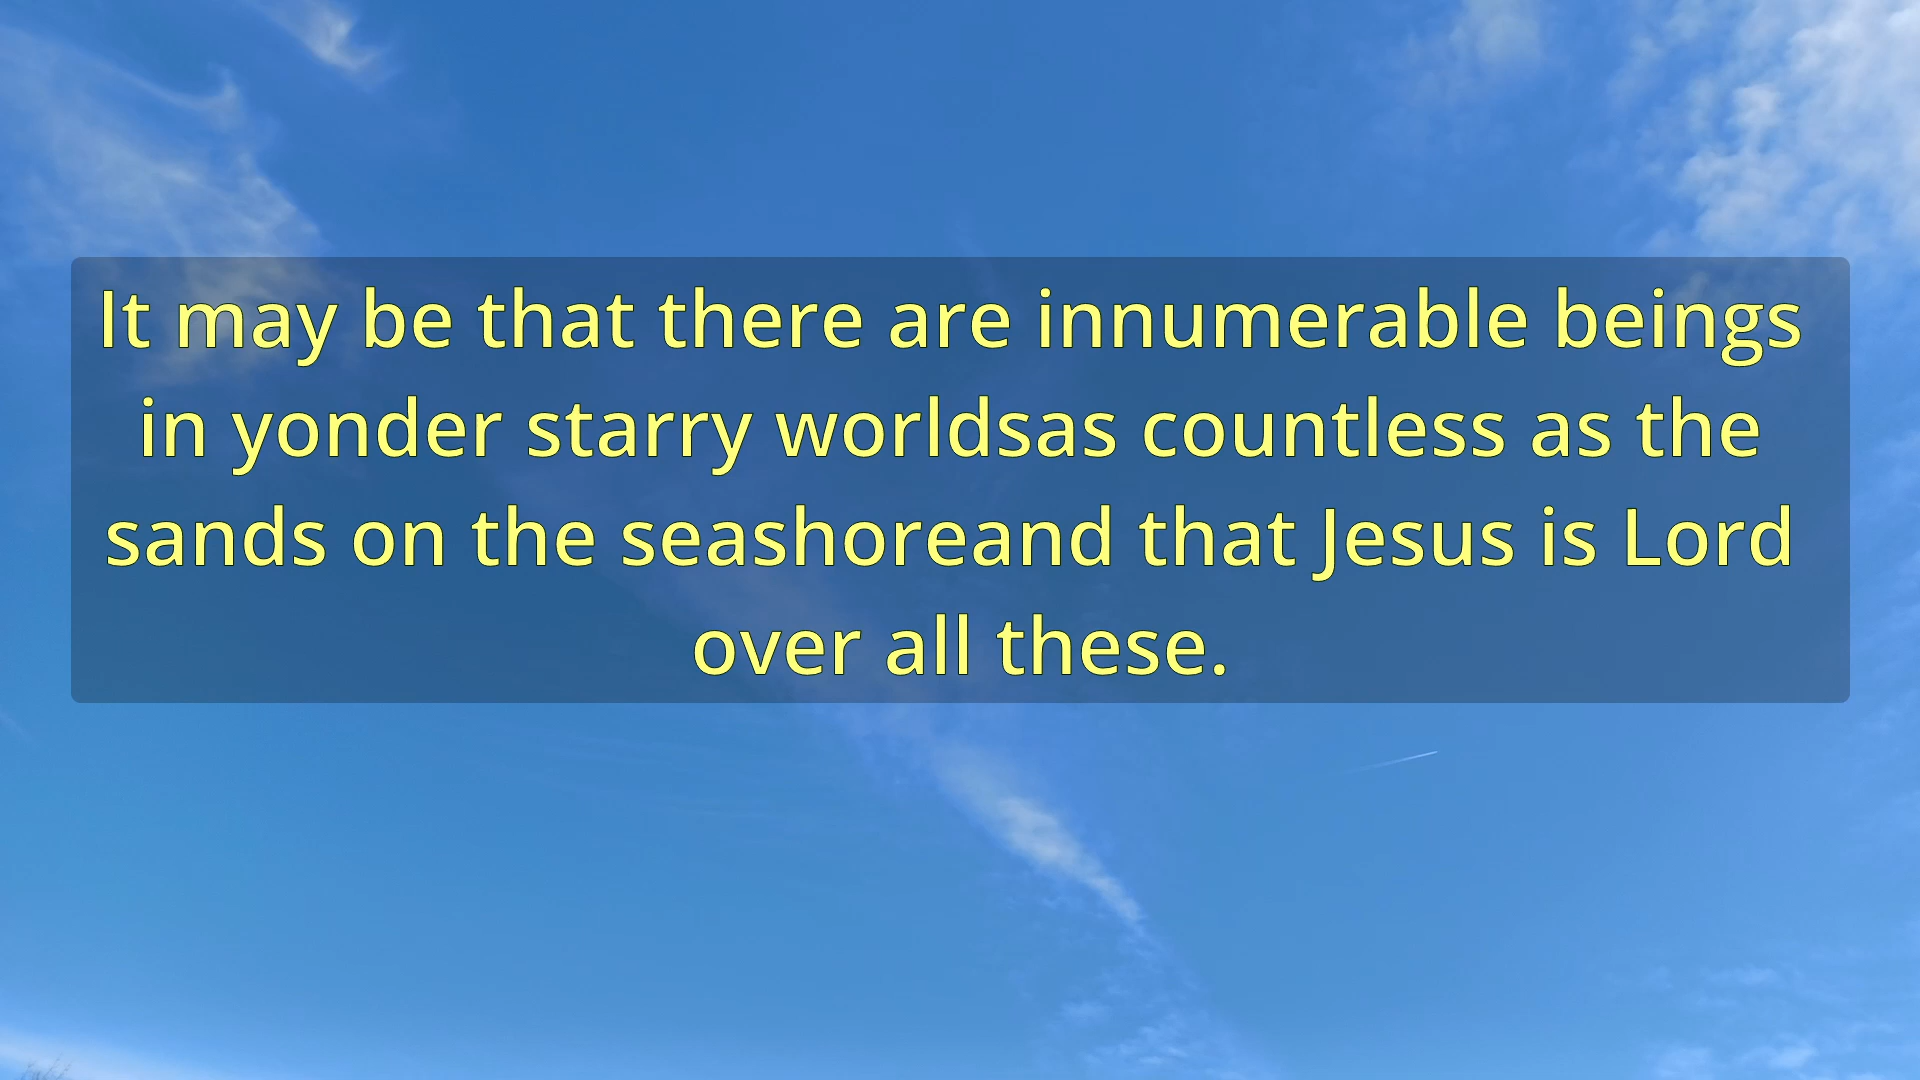 It may be that there are innumerable beings
in yonder starry worldsas countless as the
sands on the seashoreand that Jesus is Lord
over all these.